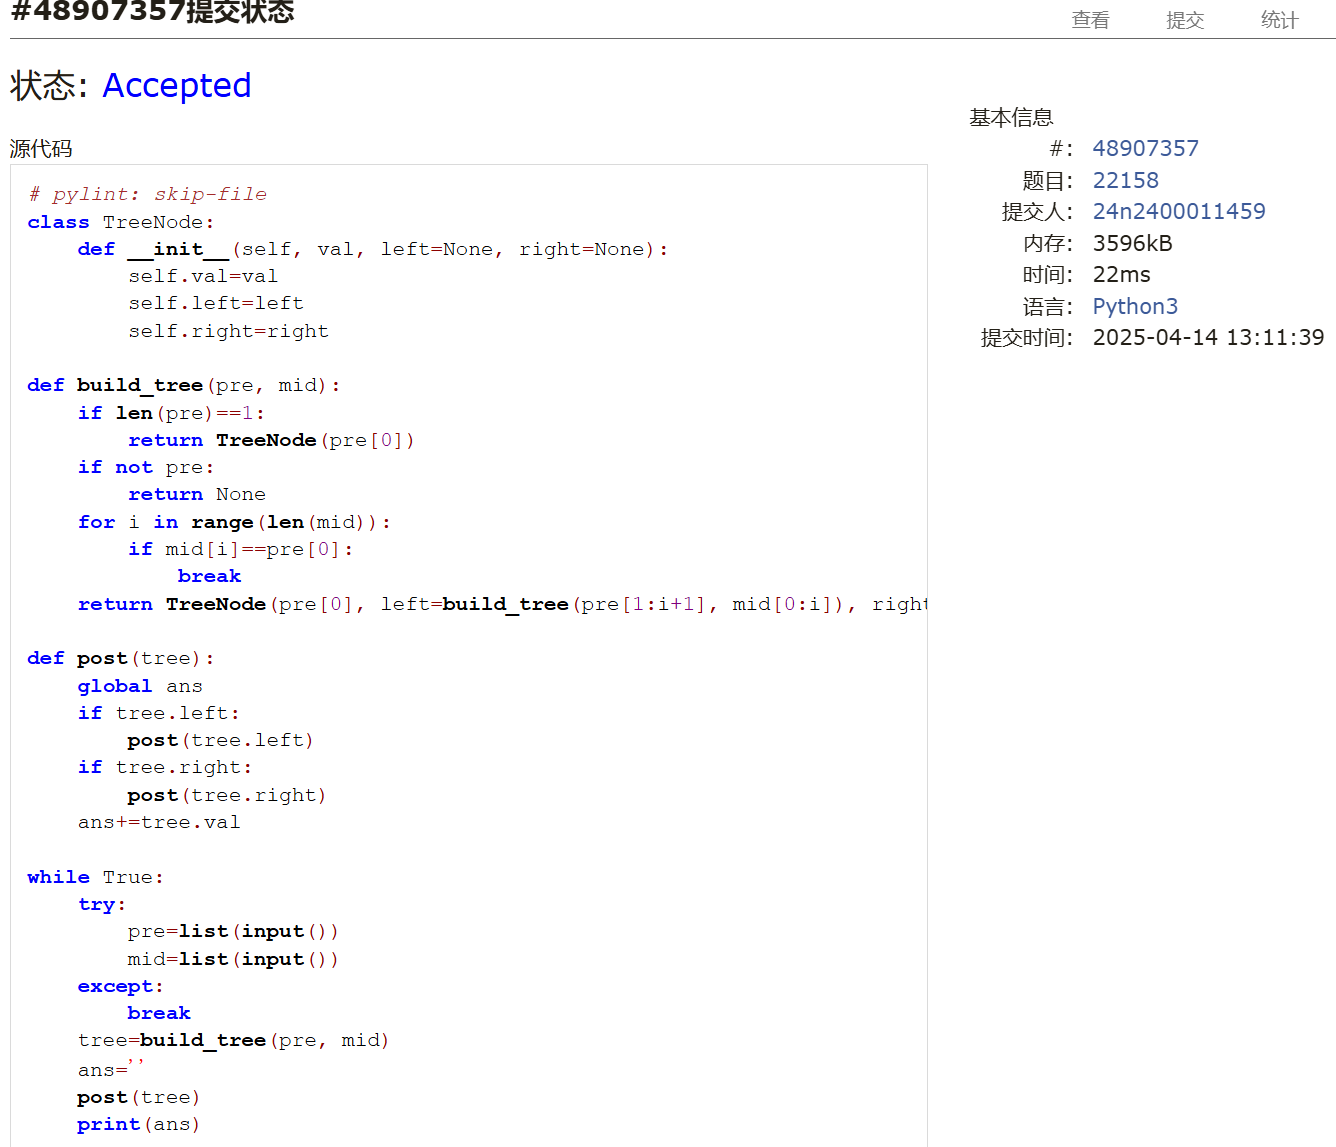 #48907357提交状态
查看 提交 统计
状态: Accepted
源代码
# pylint: skip-file
class TreeNode:
    def __init__(self, val, left=None, right=None):
        self.val=val
        self.left=left
        self.right=right
def build_tree(pre, mid):
    if len(pre)==1:
        return TreeNode(pre[0])
    if not pre:
        return None
    for i in range(len(mid)):
        if mid[i]==pre[0]:
            break
    return TreeNode(pre[0], left=build_tree(pre[1:i+1], mid[0:i]), right
def post(tree):
    global ans
    if tree.left:
        post(tree.left)
    if tree.right:
        post(tree.right)
    ans+=tree.val
while True:
    try:
        pre=list(input())
        mid=list(input())
    except:
        break
    tree=build_tree(pre, mid)
    ans=''
    post(tree)
    print(ans)
基本信息
#: 48907357
题目: 22158
提交人: 24n2400011459
内存: 3596kB
时间: 22ms
语言: Python3
提交时间: 2025-04-14 13:11:39